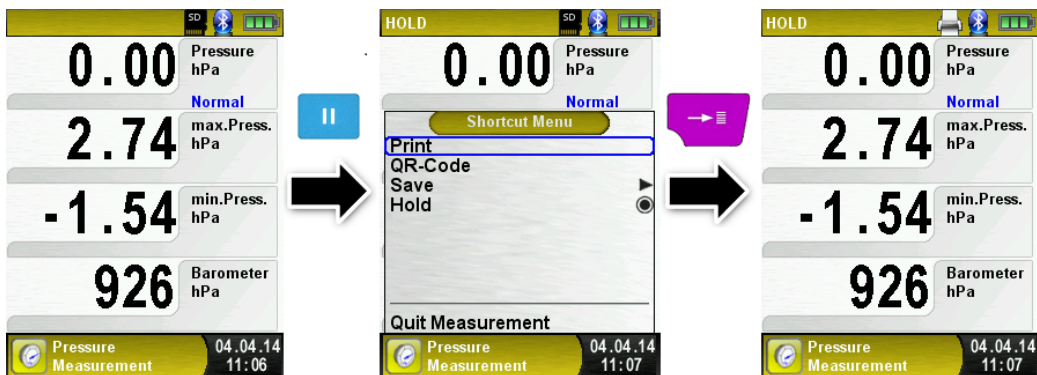 SD
0.00 Pressure
hPa
Normal
2.74 max.Press.
hPa
-1.54 min.Press.
hPa
926 Barometer
hPa
Pressure 04.04.14
Measurement 11:06
HOLD SD
0.00 Pressure
hPa
Normal
Shortcut Menu
Print
QR-Code
Save
Hold
Quit Measurement
Pressure 04.04.14
Measurement 11:07
HOLD
0.00 Pressure
hPa
Normal
2.74 max.Press.
hPa
-1.54 min.Press.
hPa
926 Barometer
hPa
Pressure 04.04.14
Measurement 11:07